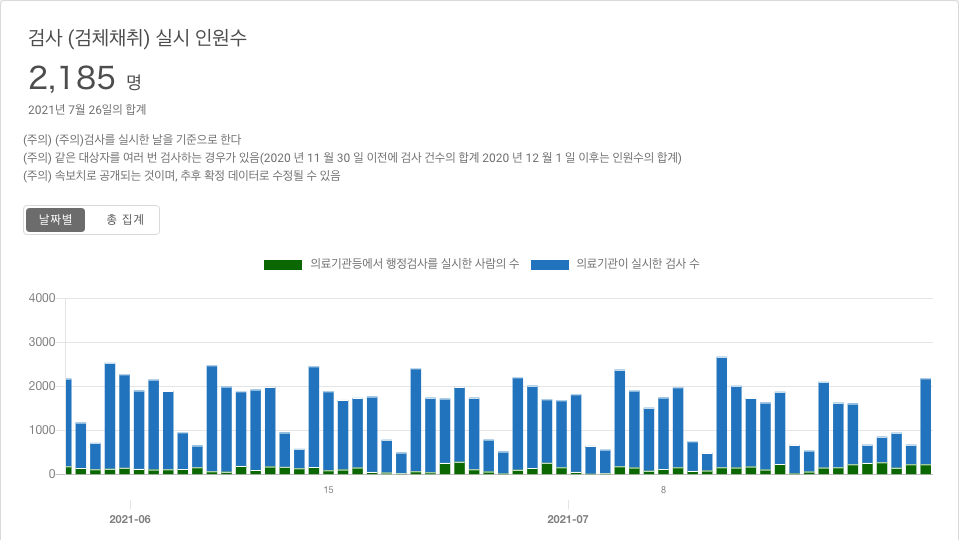 검사 (검체채취) 실시 인원수
2,185 명
2021년 7월 26일의 합계
(주의) (주의)검사를 실시한 날을 기준으로 한다
(주의) 같은 대상자를 여러 번 검사하는 경우가 있음(2020 년 11 월 30 일 이전에 검사 건수의 합계 2020 년 12 월 1 일 이후는 인원수의 합계)
(주의) 속보치로 공개되는 것이며, 추후 확정 데이터로 수정될 수 있음
날짜별 총 집계
의료기관등에서 행정검사를 실시한 사람의 수 의료기관이 실시한 검사 수
4000
3000
2000
1000
0
15 8
2021-06 2021-07